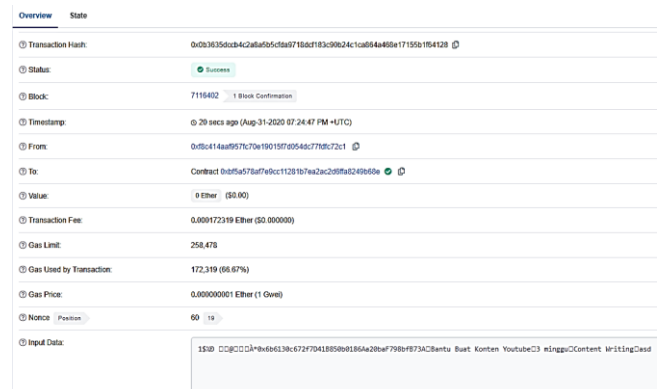 Overview State
Transaction Hash:
Status: Success
Block: 7116402 1 Block Confirmation
Timestamp: 20 secs ago (Aug-31-2020 07:24:47 PM +UTC)
From:
To: Contract
Value: 0 Ether ($0.00)
Transaction Fee: 0.000172319 Ether ($0.000000)
Gas Limit: 258,478
Gas Used by Transaction: 172,319 (66.67%)
Gas Price: 0.000000001 Ether (1 Gwei)
Nonce Position 60 19
Input Data: Bantu Buat Konten Youtube 3 minggu Content Writing asd